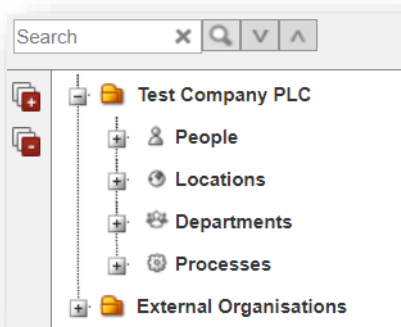 Search
Test Company PLC
People
Locations
Departments
Processes
External Organisations